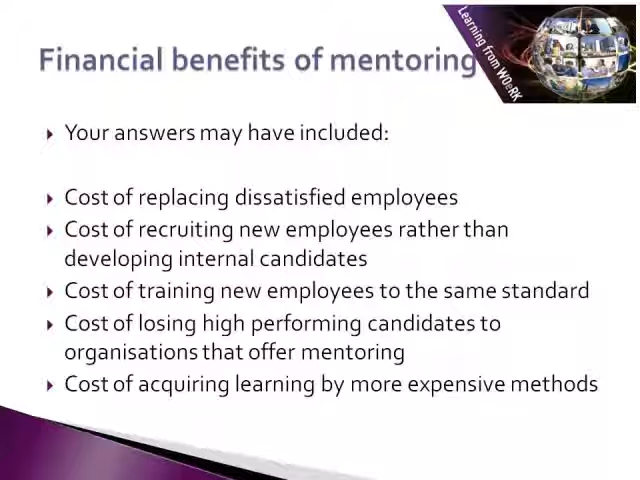 Financial benefits of mentoring
Learning from WOeRK
Your answers may have included:
Cost of replacing dissatisfied employees
Cost of recruiting new employees rather than
developing internal candidates
Cost of training new employees to the same standard
Cost of losing high performing candidates to
organisations that offer mentoring
Cost of acquiring learning by more expensive methods